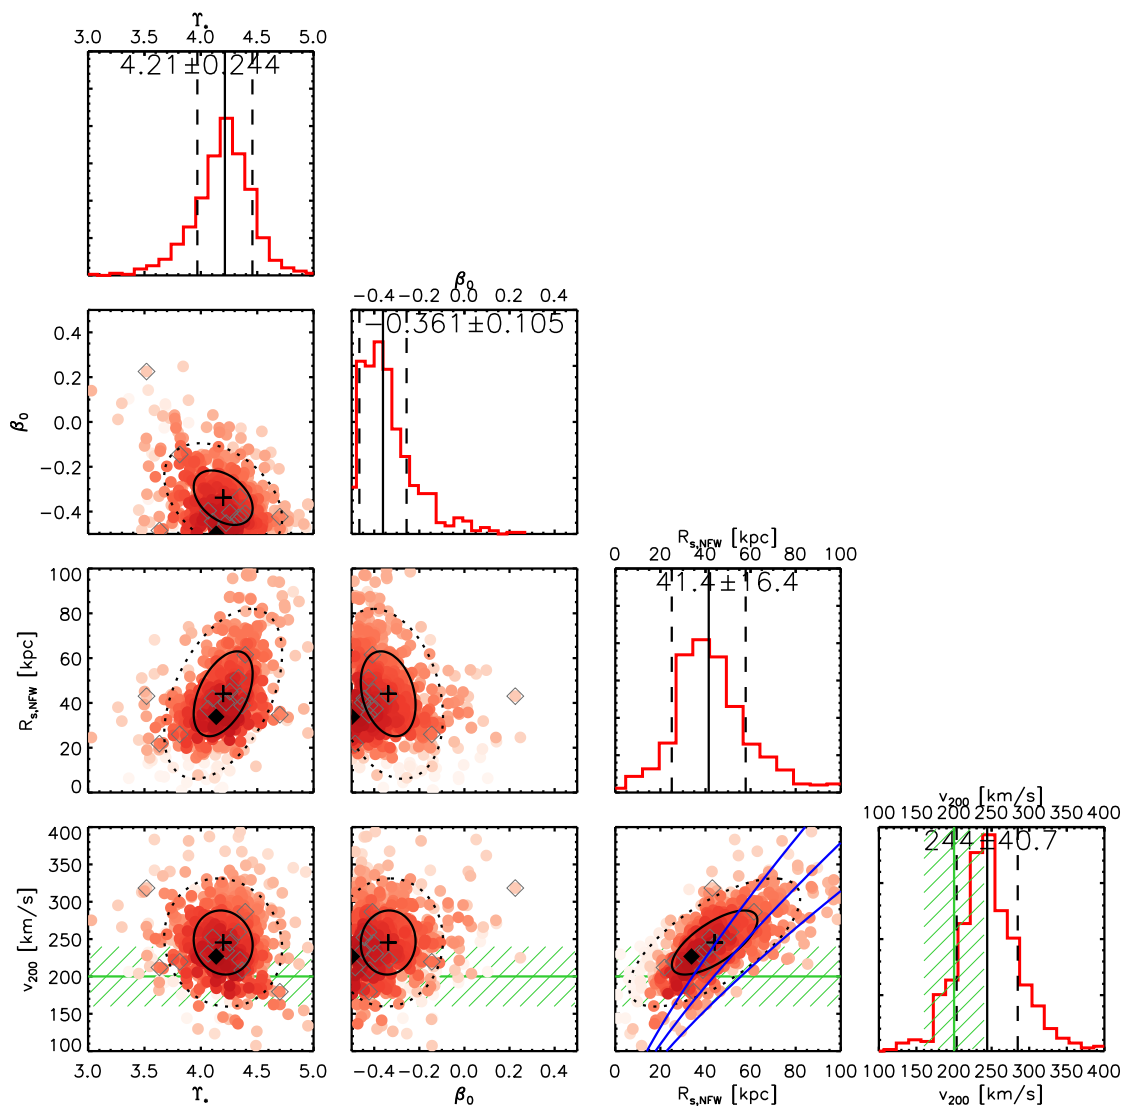 ϒ⋆
3.0 3.5 4.0 4.5 5.0
4.21±0.244
β₀
−0.4 −0.2 0.0 0.2 0.4
−0.361±0.105
β₀
0.4
0.2
0.0
−0.2
−0.4
R_s,NFW [kpc]
0 20 40 60 80 100
41.4±16.4
R_s,NFW [kpc]
100
80
60
40
20
0
v₂₀₀ [km/s]
100 150 200 250 300 350 400
244±40.7
v₂₀₀ [km/s]
400
350
300
250
200
150
100
3.0 3.5 4.0 4.5 5.0
ϒ⋆
−0.4 −0.2 0.0 0.2 0.4
β₀
0 20 40 60 80 100
R_s,NFW [kpc]
100 150 200 250 300 350 400
v₂₀₀ [km/s]